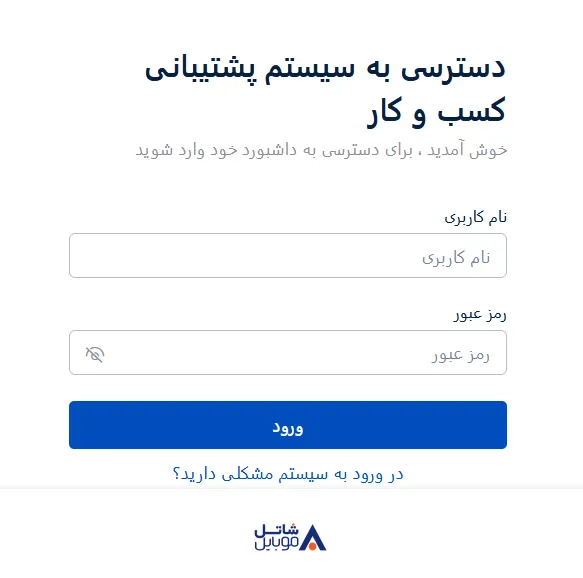 دسترسی به سیستم پشتیبانی
کسب و کار
خوش آمدید ، برای دسترسی به داشبورد خود وارد شوید
نام کاربری
نام کاربری
رمز عبور
رمز عبور
ورود
در ورود به سیستم مشکلی دارید؟
شاتل
موبایل